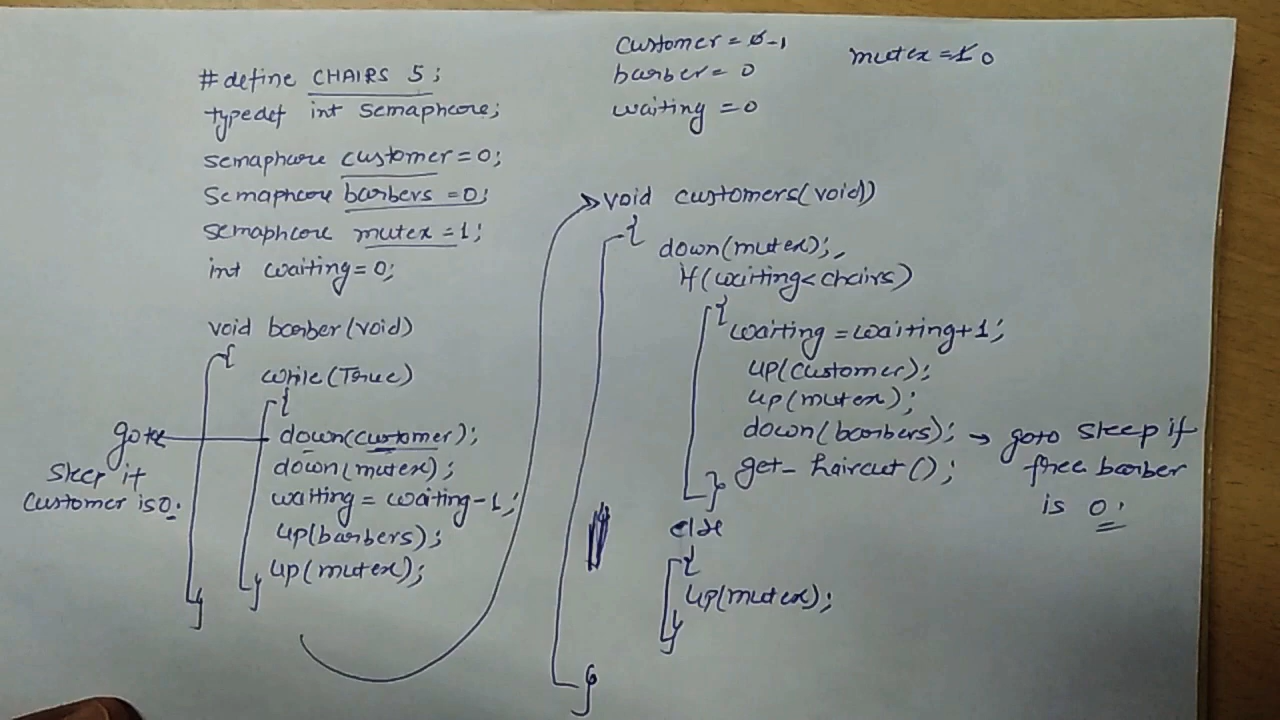 #define CHAIRS 5;
typedef int Semaphore;
semaphore customer=0;
Semaphore barbers=0;
semaphore mutex=1;
int waiting=0;
void barber(void)
{
while(True)
{
down(customer);
down(mutex);
waiting = waiting-1;
up(barbers);
up(mutex);
}
}
goto
Sleep if
Customer is 0.
Customer = 0 -1
barber= 0
waiting =0
mutex =1 0
void customers(void)
{
down(mutex);
if(waiting<chairs)
{
waiting =waiting+1;
up(customer);
up(mutex);
down(barbers); → goto sleep if
free barber
is 0.
get_haircut();
}
else
{
up(mutex);
}
}